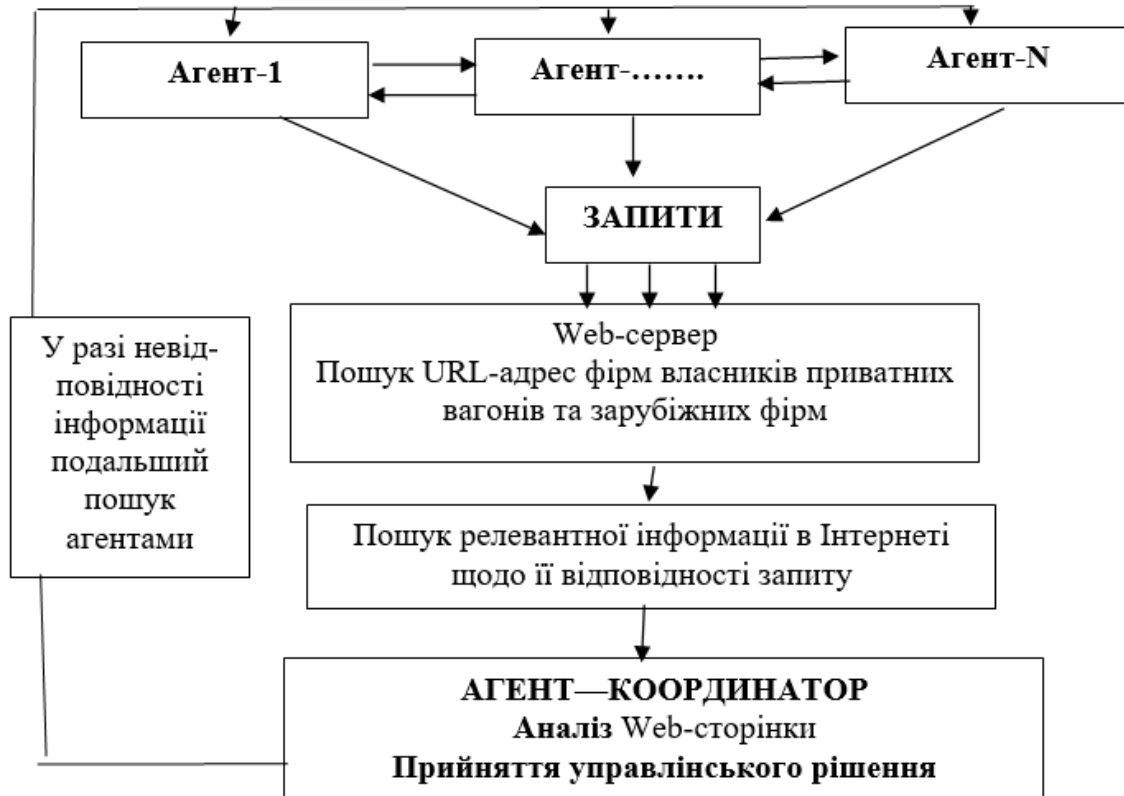 Агент-1
Агент-.......
Агент-N
ЗАПИТИ
Web-сервер
Пошук URL-адрес фірм власників приватних
вагонів та зарубіжних фірм
У разі невід-
повідності
інформації
подальший
пошук
агентами
Пошук релевантної інформації в Інтернеті
щодо її відповідності запиту
АГЕНТ—КООРДИНАТОР
Аналіз Web-сторінки
Прийняття управлінського рішення